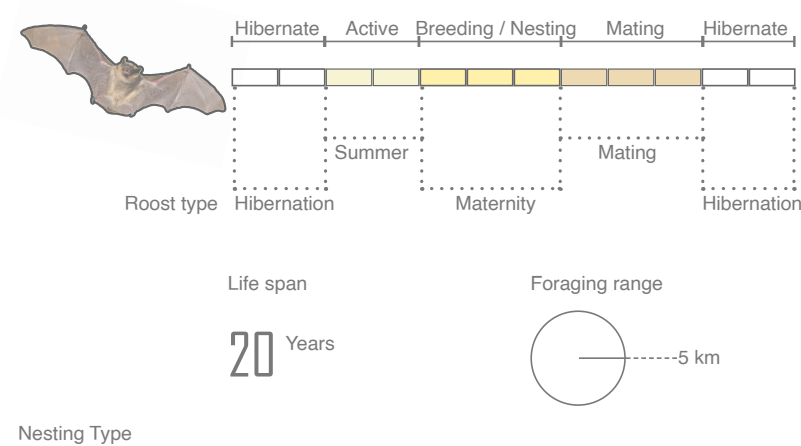 Hibernate Active Breeding / Nesting Mating Hibernate
Summer Mating
Roost type Hibernation Maternity Hibernation
Life span Foraging range
20 Years
5 km
Nesting Type